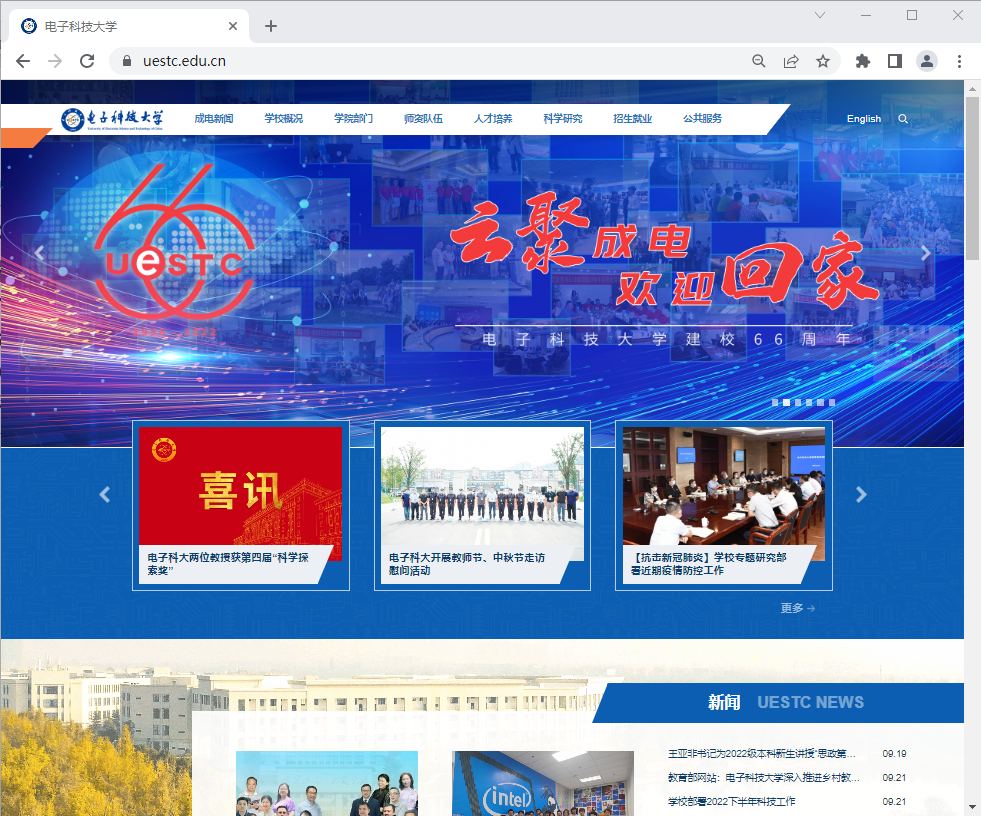 电子科技大学
uestc.edu.cn
电子科技大学
成电新闻
学校概况
学院部门
师资队伍
人才培养
科学研究
招生就业
公共服务
English
66
UeSTC
云聚成电
欢迎回家
电子科技大学建校66周年
喜讯
电子科大两位教授获第四届“科学探
索奖”
电子科大开展教师节、中秋节走访
慰问活动
【抗击新冠肺炎】学校专题研究部
署近期疫情防控工作
更多
新闻 UESTC NEWS
intel
王亚非书记为2022级本科新生讲授“思政第... 09.19
教育部网站：电子科技大学深入推进乡村教... 09.21
学校部署2022下半年科技工作 09.21